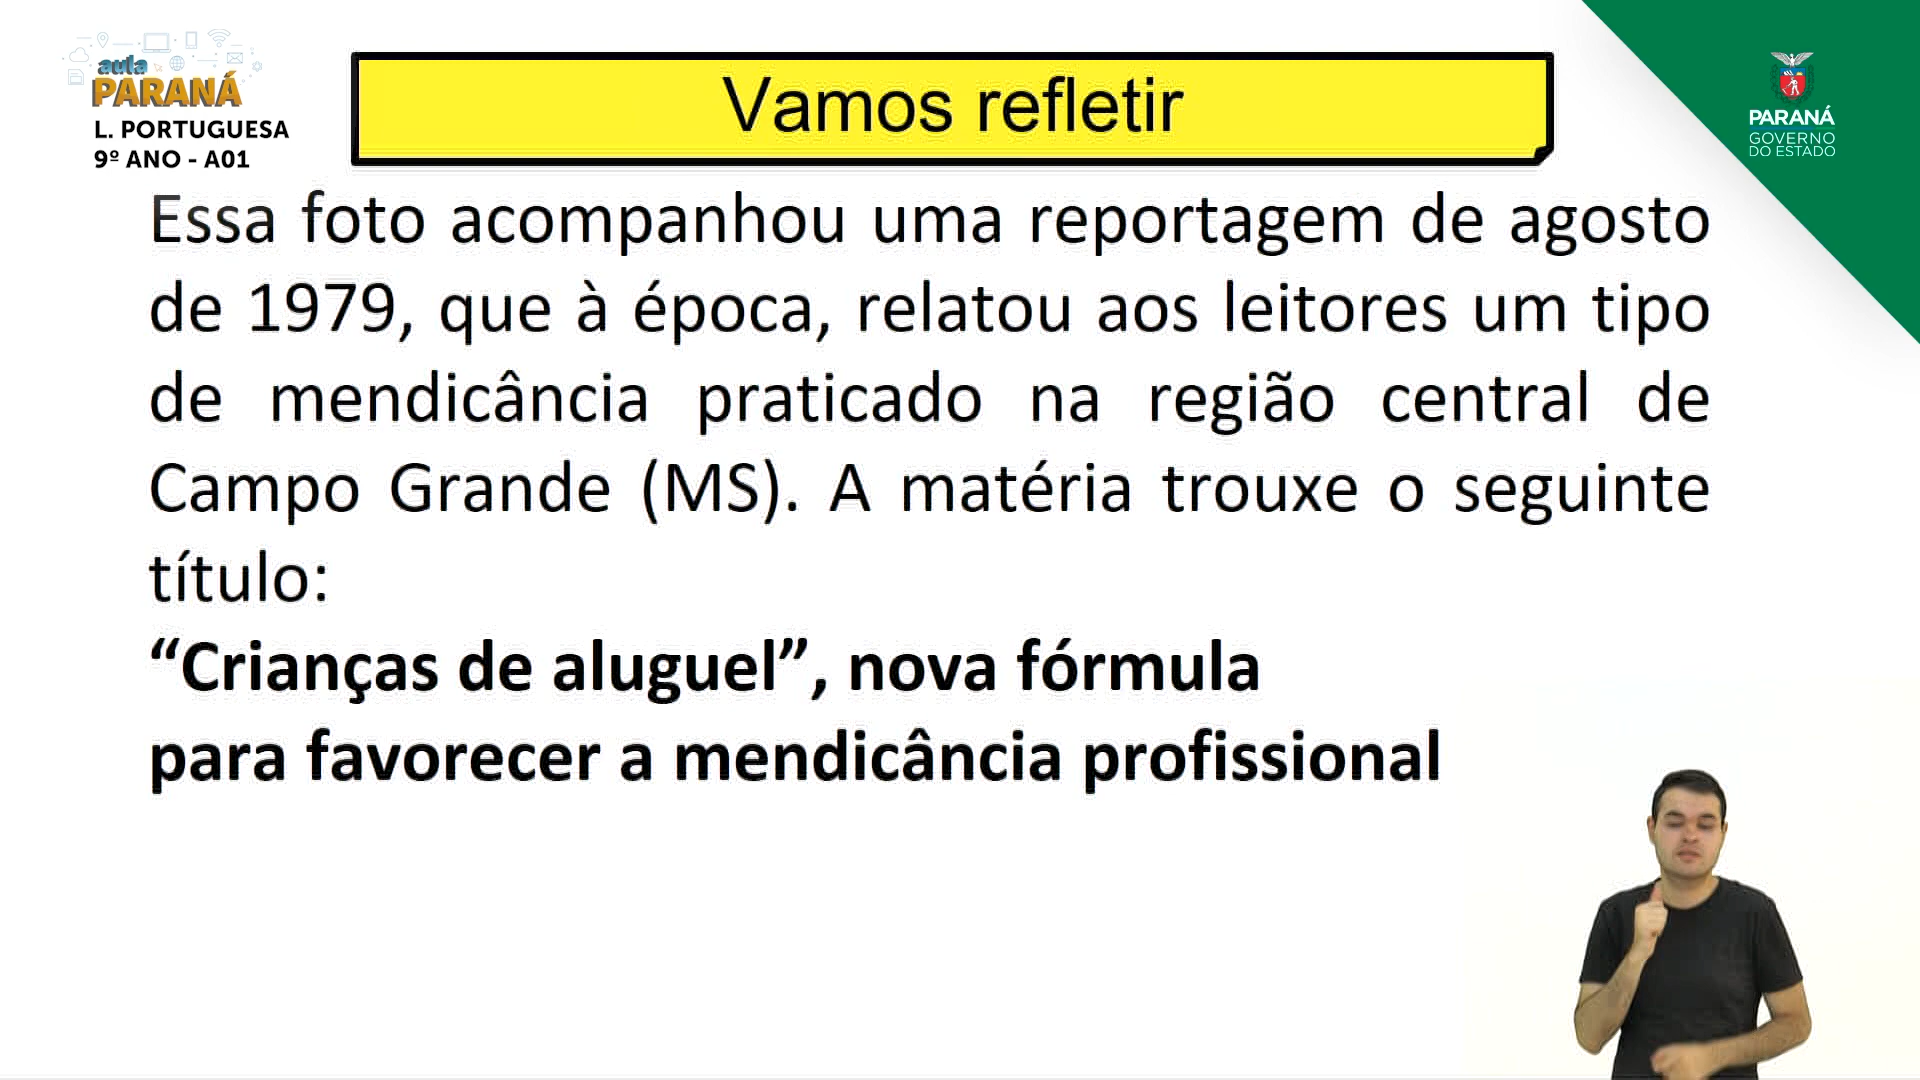 aula
PARANÁ
L. PORTUGUESA
9º ANO - A01
Vamos refletir
PARANÁ
GOVERNO
DO ESTADO
Essa foto acompanhou uma reportagem de agosto
de 1979, que à época, relatou aos leitores um tipo
de mendicância praticado na região central de
Campo Grande (MS). A matéria trouxe o seguinte
título:
“Crianças de aluguel”, nova fórmula
para favorecer a mendicância profissional